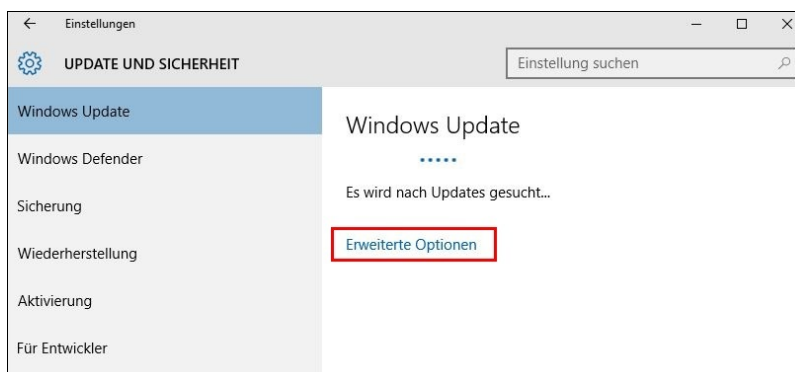 Einstellungen
UPDATE UND SICHERHEIT
Einstellung suchen
Windows Update
Windows Defender
Sicherung
Wiederherstellung
Aktivierung
Für Entwickler
Windows Update
Es wird nach Updates gesucht...
Erweiterte Optionen